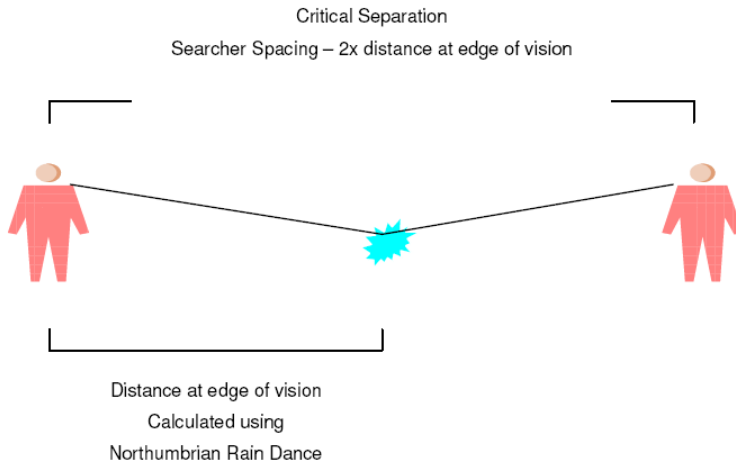 Critical Separation
Searcher Spacing – 2x distance at edge of vision
Distance at edge of vision
Calculated using
Northumbrian Rain Dance